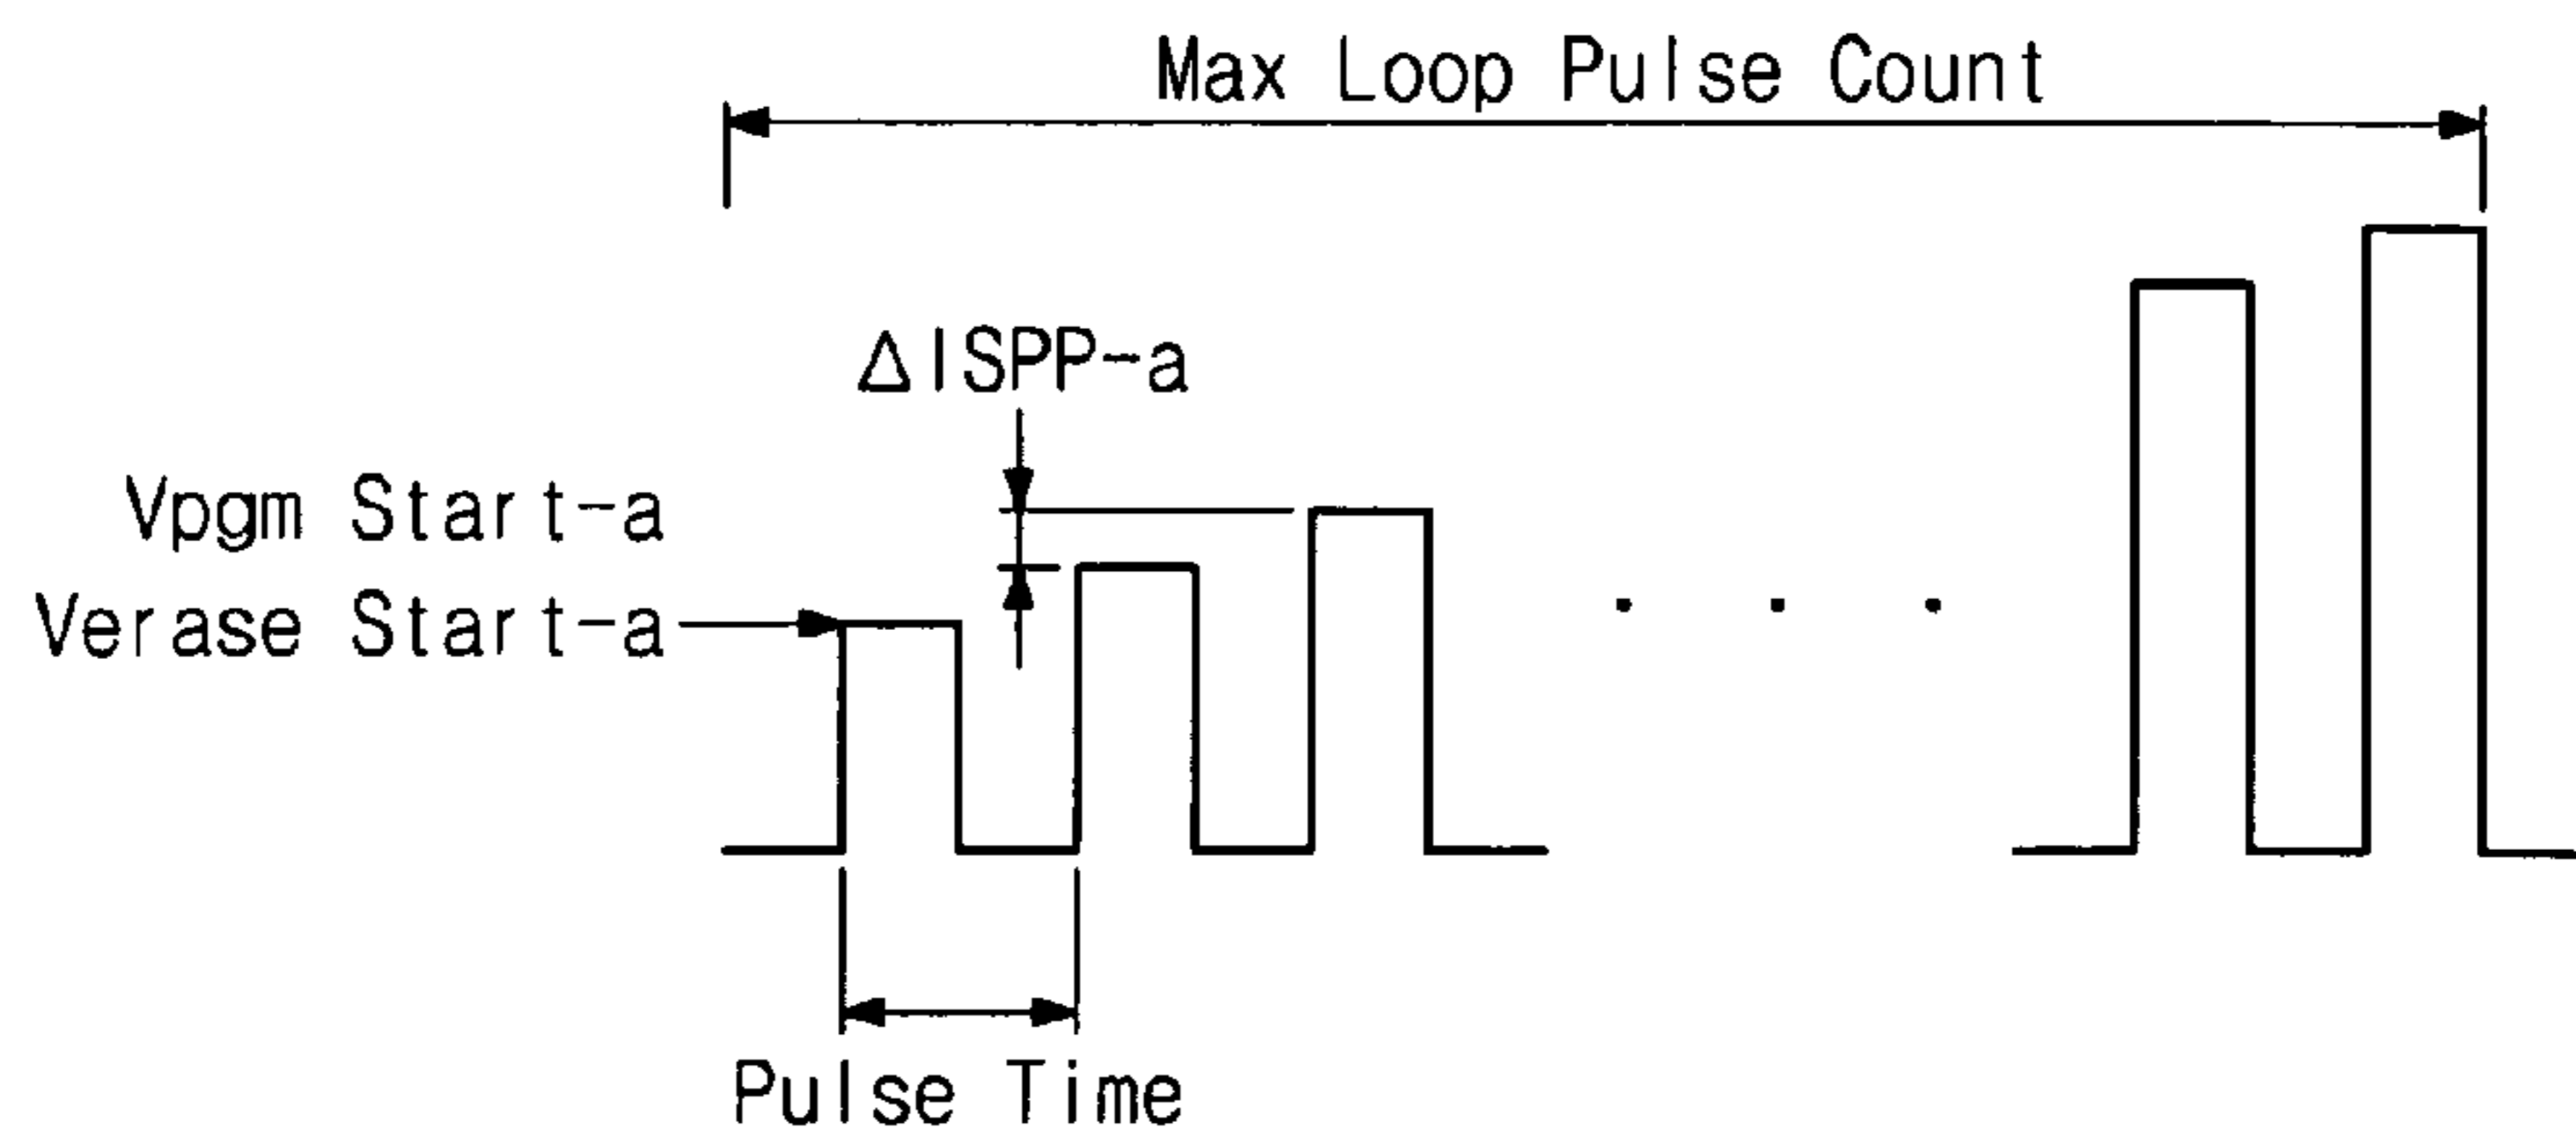 Max Loop Pulse Count
ΔISPP-a
Vpgm Start-a
Verase Start-a
Pulse Time